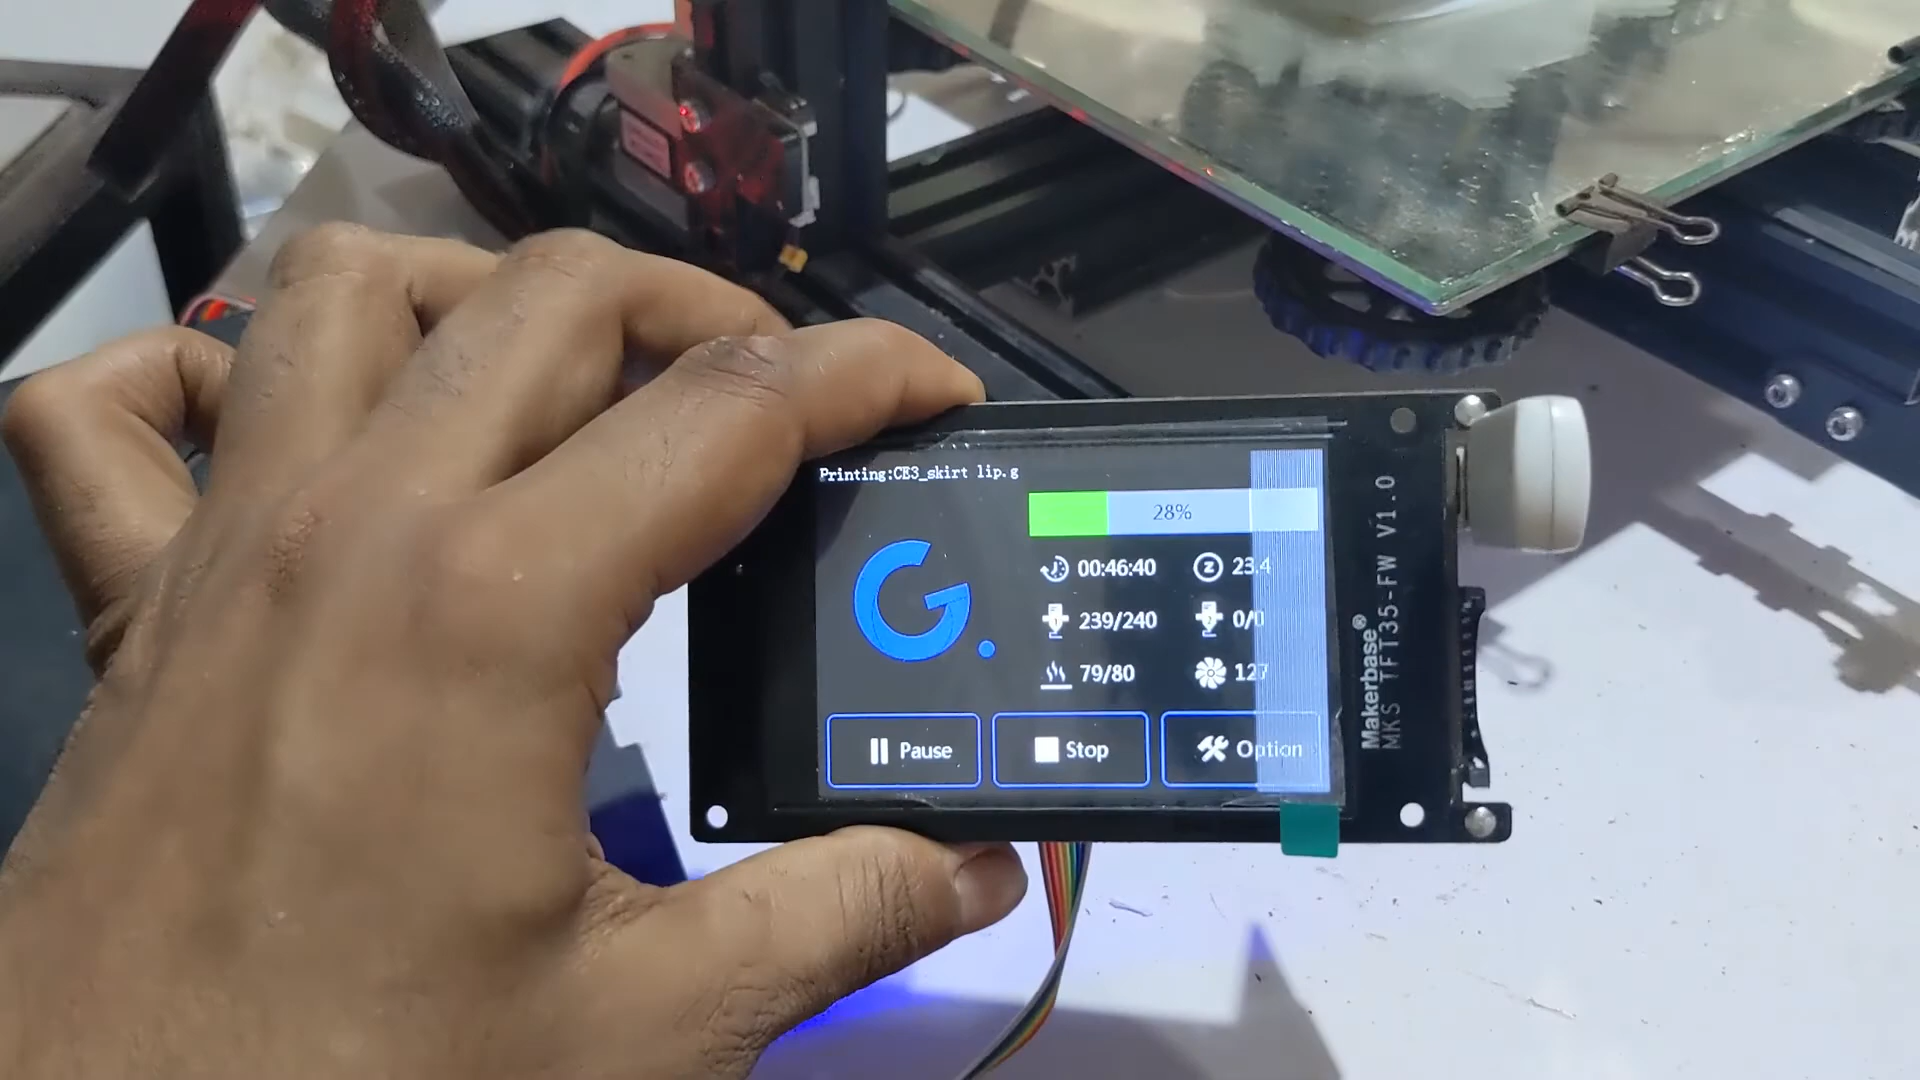 Printing:CE3_skirt lip.g
28%
00:46:40
Z
23.4
239/240
0/0
79/80
127
Pause
Stop
Option
Makerbase®
MKS TFT35-FW V1.0